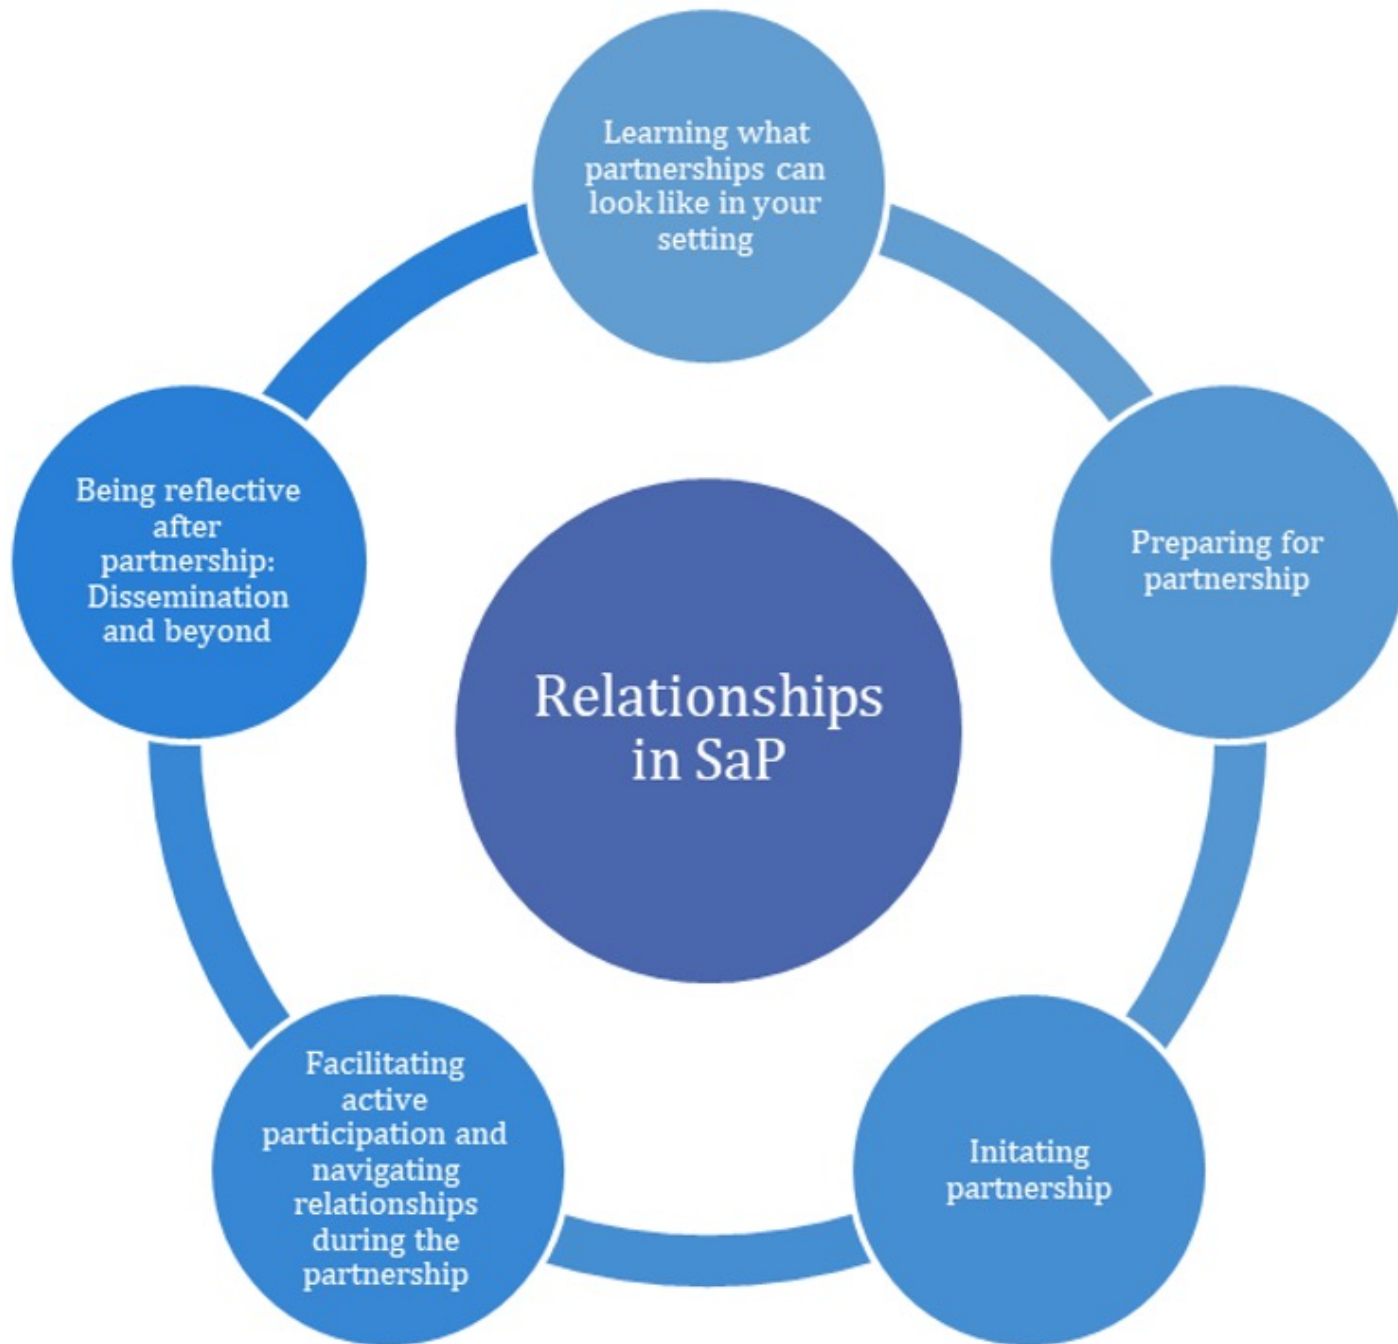 Learning what
partnerships can
look like in your
setting
Preparing for
partnership
Initating
partnership
Facilitating
active
participation and
navigating
relationships
during the
partnership
Being reflective
after
partnership:
Dissemination
and beyond
Relationships
in SaP